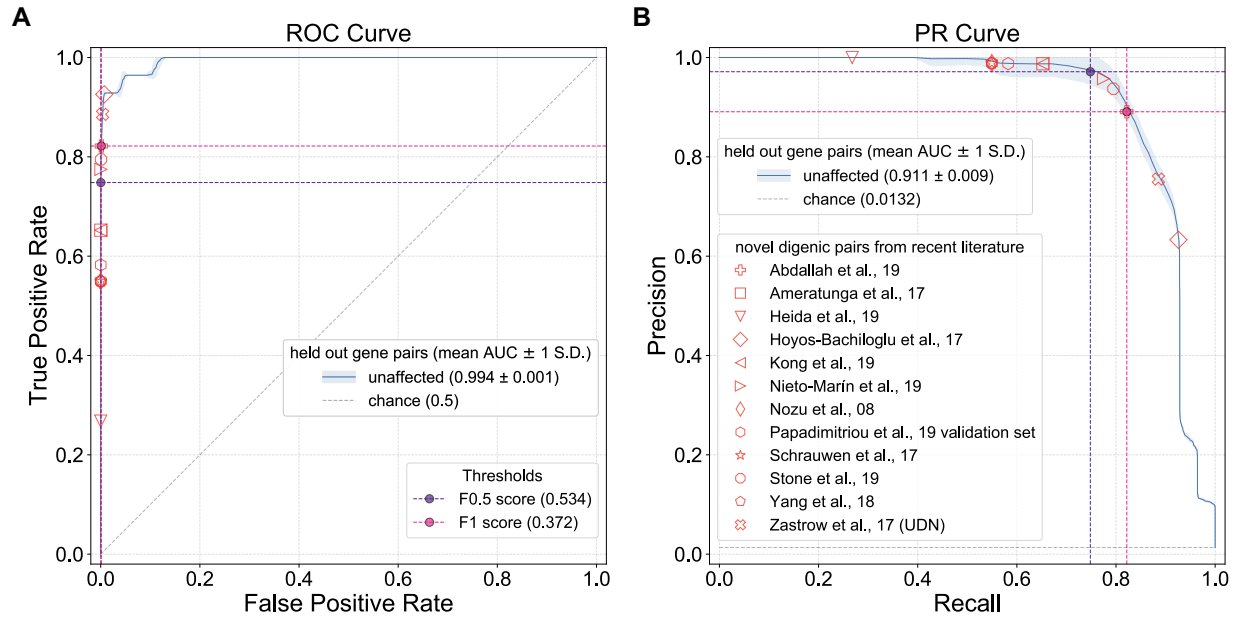 A
ROC Curve
1.0
0.8
0.6
0.4
0.2
0.0
True Positive Rate
held out gene pairs (mean AUC ± 1 S.D.)
unaffected (0.994 ± 0.001)
chance (0.5)
Thresholds
F0.5 score (0.534)
F1 score (0.372)
0.0 0.2 0.4 0.6 0.8 1.0
False Positive Rate
B
PR Curve
1.0
0.8
0.6
0.4
0.2
0.0
Precision
held out gene pairs (mean AUC ± 1 S.D.)
unaffected (0.911 ± 0.009)
chance (0.0132)
novel digenic pairs from recent literature
Abdallah et al., 19
Ameratunga et al., 17
Heida et al., 19
Hoyos-Bachiloglu et al., 17
Kong et al., 19
Nieto-Marín et al., 19
Nozu et al., 08
Papadimitriou et al., 19 validation set
Schrauwen et al., 17
Stone et al., 19
Yang et al., 18
Zastrow et al., 17 (UDN)
0.0 0.2 0.4 0.6 0.8 1.0
Recall